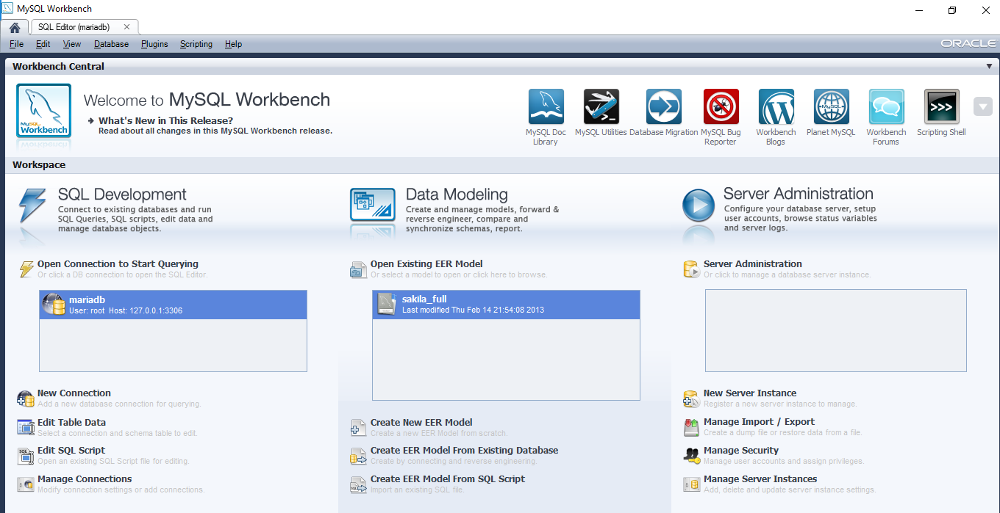 MySQL Workbench
SQL Editor (mariadb)
File Edit View Database Plugins Scripting Help
ORACLE
Workbench Central
MySQL
Workbench
Welcome to MySQL Workbench
What's New in This Release?
Read about all changes in this MySQL Workbench release.
MySQL Doc
Library
MySQL Utilities
Database Migration
MySQL Bug
Reporter
Workbench
Blogs
MySQL
Planet MySQL
Workbench
Forums
>>>
Scripting Shell
Workspace
SQL Development
Connect to existing databases and run
SQL Queries, SQL scripts, edit data and
manage database objects.
Open Connection to Start Querying
Or click a DB connection to open the SQL Editor.
mariadb
User: root Host: 127.0.0.1:3306
New Connection
Add a new database connection for querying.
Edit Table Data
Select a connection and schema table to edit.
SQL
Edit SQL Script
Open an existing SQL Script file for editing.
Manage Connections
Modify connection settings or add connections.
Data Modeling
Create and manage models, forward &
reverse engineer, compare and
synchronize schemas, report.
Open Existing EER Model
Or select a model to open or click here to browse.
sakila_full
Last modified Thu Feb 14 21:54:08 2013
Create New EER Model
Create a new EER Model from scratch.
Create EER Model From Existing Database
Create by connecting and reverse engineering.
SQL
Create EER Model From SQL Script
Import an existing SQL file.
Server Administration
Configure your database server, setup
user accounts, browse status variables
and server logs.
Server Administration
Or click to manage a database server instance.
New Server Instance
Register a new server instance to manage.
Manage Import / Export
Create a dump file or restore data from a file.
Manage Security
Manage user accounts and assign privileges.
Manage Server Instances
Add, delete and update server instance settings.